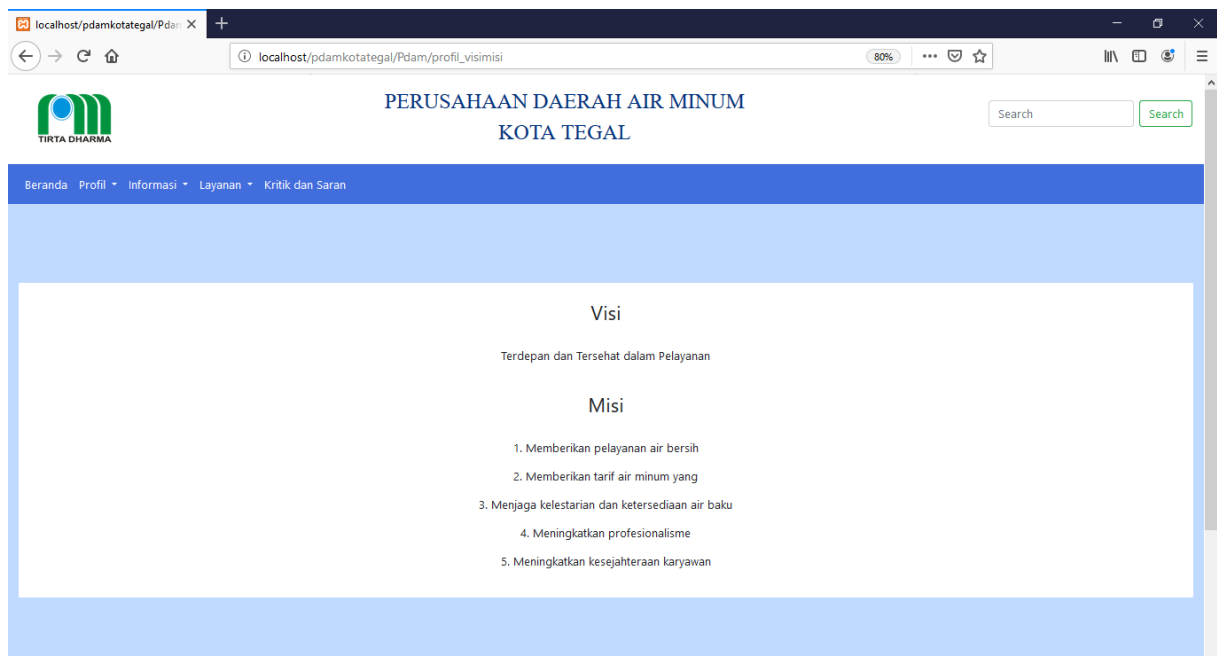 localhost/pdamkotategal/Pdan
localhost/pdamkotategal/Pdam/profil_visimisi
80%
TIRTA DHARMA
PERUSAHAAN DAERAH AIR MINUM
KOTA TEGAL
Search
Search
Beranda Profil Informasi Layanan Kritik dan Saran
Visi
Terdepan dan Tersehat dalam Pelayanan
Misi
1. Memberikan pelayanan air bersih
2. Memberikan tarif air minum yang
3. Menjaga kelestarian dan ketersediaan air baku
4. Meningkatkan profesionalisme
5. Meningkatkan kesejahteraan karyawan